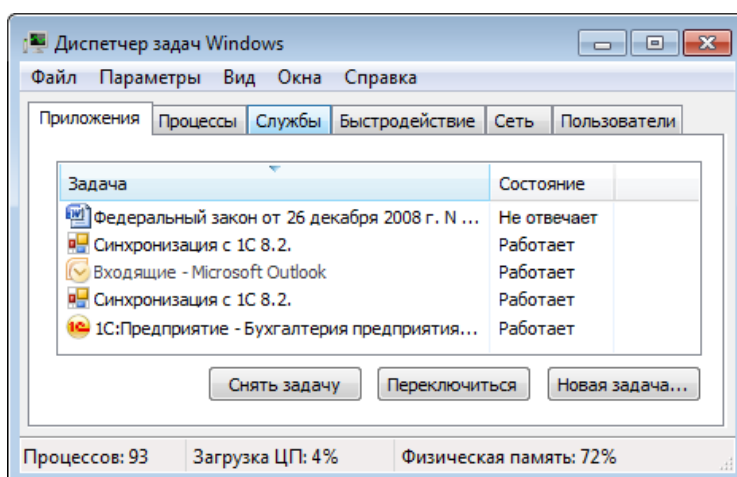 Диспетчер задач Windows
Файл Параметры Вид Окна Справка
Приложения Процессы Службы Быстродействие Сеть Пользователи
Задача Состояние
Федеральный закон от 26 декабря 2008 г. N ... Не отвечает
Синхронизация с 1С 8.2. Работает
Входящие - Microsoft Outlook Работает
Синхронизация с 1С 8.2. Работает
1С:Предприятие - Бухгалтерия предприятия... Работает
Снять задачу Переключиться Новая задача...
Процессов: 93 Загрузка ЦП: 4% Физическая память: 72%